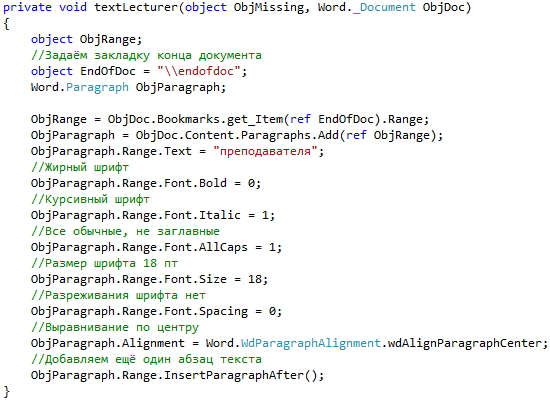 private void textLecturer(object ObjMissing, Word._Document ObjDoc)
{
    object ObjRange;
    //Задаём закладку конца документа
    object EndOfDoc = "\\endofdoc";
    Word.Paragraph ObjParagraph;

    ObjRange = ObjDoc.Bookmarks.get_Item(ref EndOfDoc).Range;
    ObjParagraph = ObjDoc.Content.Paragraphs.Add(ref ObjRange);
    ObjParagraph.Range.Text = "преподавателя";
    //Жирный шрифт
    ObjParagraph.Range.Font.Bold = 0;
    //Курсивный шрифт
    ObjParagraph.Range.Font.Italic = 1;
    //Все обычные, не заглавные
    ObjParagraph.Range.Font.AllCaps = 1;
    //Размер шрифта 18 пт
    ObjParagraph.Range.Font.Size = 18;
    //Разреживания шрифта нет
    ObjParagraph.Range.Font.Spacing = 0;
    //Выравнивание по центру
    ObjParagraph.Alignment = Word.WdParagraphAlignment.wdAlignParagraphCenter;
    //Добавляем ещё один абзац текста
    ObjParagraph.Range.InsertParagraphAfter();
}